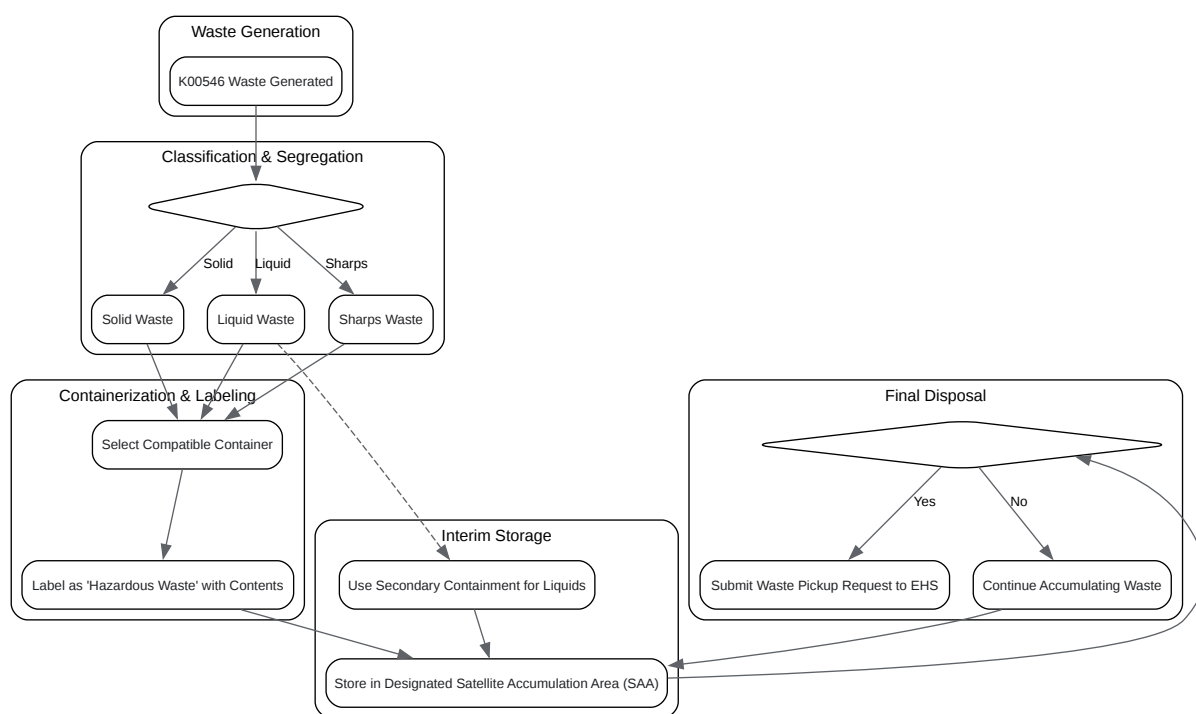 Waste Generation
K00546 Waste Generated
Classification & Segregation
Solid
Liquid
Sharps
Solid Waste
Liquid Waste
Sharps Waste
Containerization & Labeling
Select Compatible Container
Label as 'Hazardous Waste' with Contents
Interim Storage
Use Secondary Containment for Liquids
Store in Designated Satellite Accumulation Area (SAA)
Final Disposal
Yes
No
Submit Waste Pickup Request to EHS
Continue Accumulating Waste